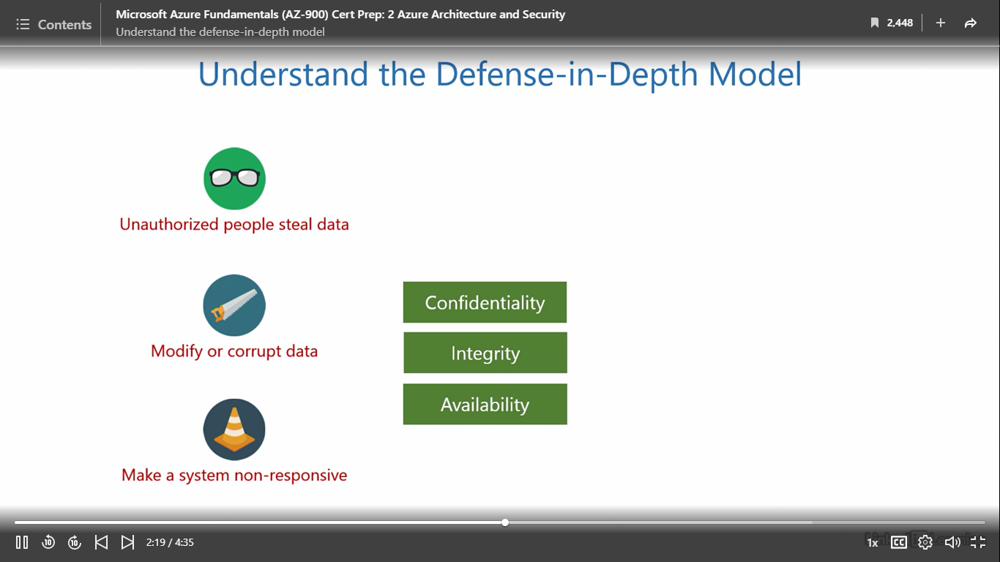 Contents
Microsoft Azure Fundamentals (AZ-900) Cert Prep: 2 Azure Architecture and Security
Understand the defense-in-depth model
2,448
Understand the Defense-in-Depth Model
Unauthorized people steal data
Modify or corrupt data
Make a system non-responsive
Confidentiality
Integrity
Availability
10
10
2:19 / 4:35
1x
CC